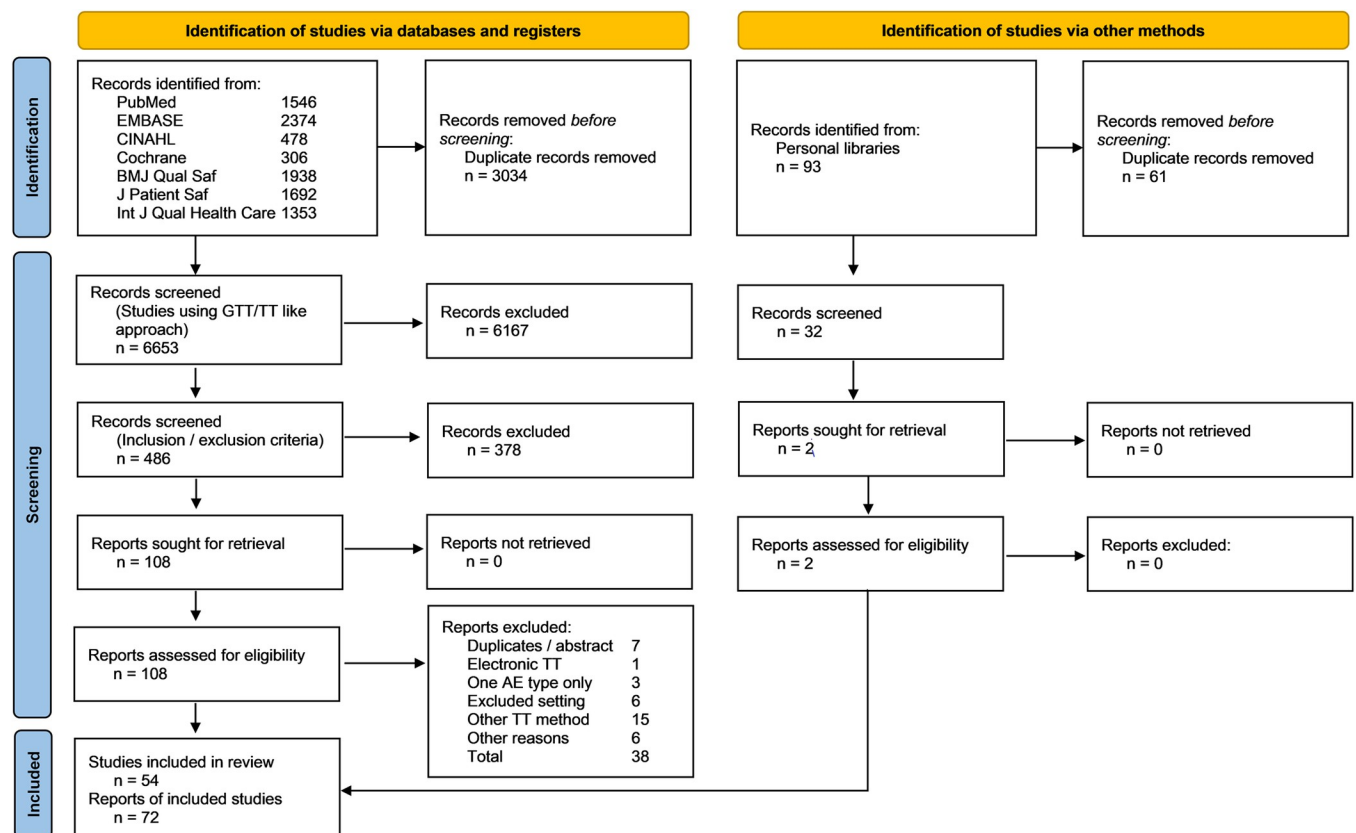 Identification of studies via databases and registers
Identification of studies via other methods
Identification
Records identified from:
PubMed 1546
EMBASE 2374
CINAHL 478
Cochrane 306
BMJ Qual Saf 1938
J Patient Saf 1692
Int J Qual Health Care 1353
Records removed before
screening:
Duplicate records removed
n = 3034
Records identified from:
Personal libraries
n = 93
Records removed before
screening:
Duplicate records removed
n = 61
Screening
Records screened
(Studies using GTT/TT like
approach)
n = 6653
Records excluded
n = 6167
Records screened
n = 32
Records screened
(Inclusion / exclusion criteria)
n = 486
Records excluded
n = 378
Reports sought for retrieval
n = 2
Reports not retrieved
n = 0
Reports sought for retrieval
n = 108
Reports not retrieved
n = 0
Reports assessed for eligibility
n = 2
Reports excluded:
n = 0
Reports assessed for eligibility
n = 108
Reports excluded:
Duplicates / abstract 7
Electronic TT 1
One AE type only 3
Excluded setting 6
Other TT method 15
Other reasons 6
Total 38
Included
Studies included in review
n = 54
Reports of included studies
n = 72